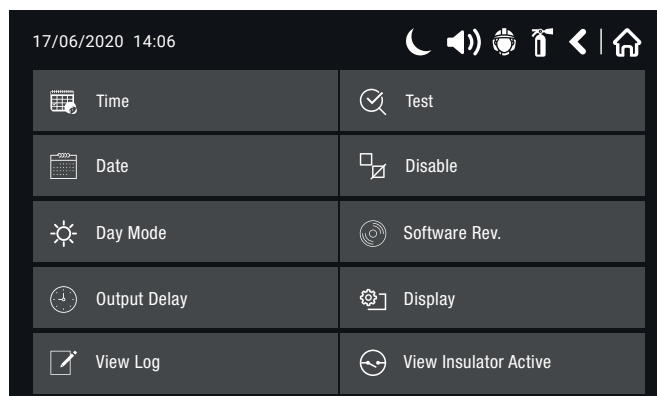 17/06/2020 14:06
Time
Test
Date
Disable
Day Mode
Software Rev.
Output Delay
Display
View Log
View Insulator Active